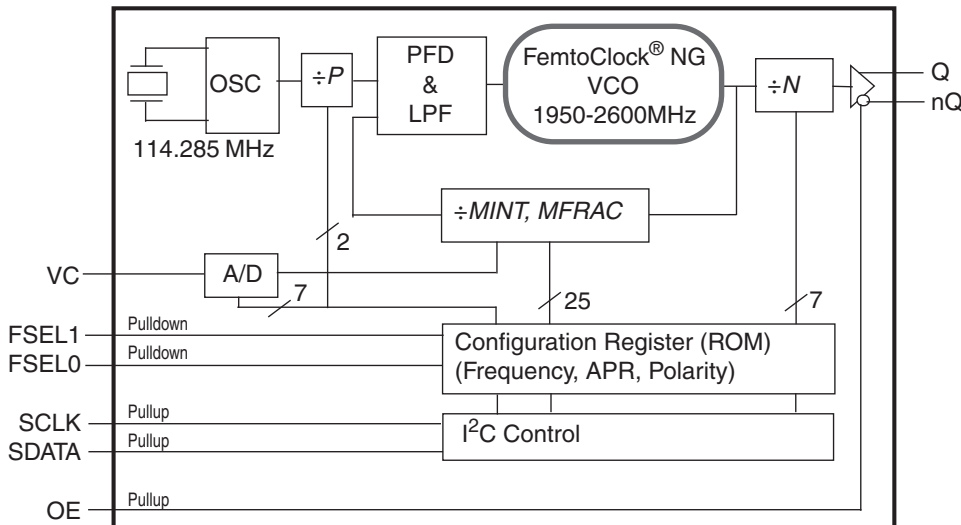 OSC
114.285 MHz
÷P
PFD
&
LPF
FemtoClock® NG
VCO
1950-2600MHz
÷N
Q
nQ
÷MINT, MFRAC
2
VC
A/D
7
25
7
FSEL1
Pulldown
FSEL0
Pulldown
Configuration Register (ROM)
(Frequency, APR, Polarity)
SCLK
Pullup
SDATA
Pullup
I²C Control
OE
Pullup